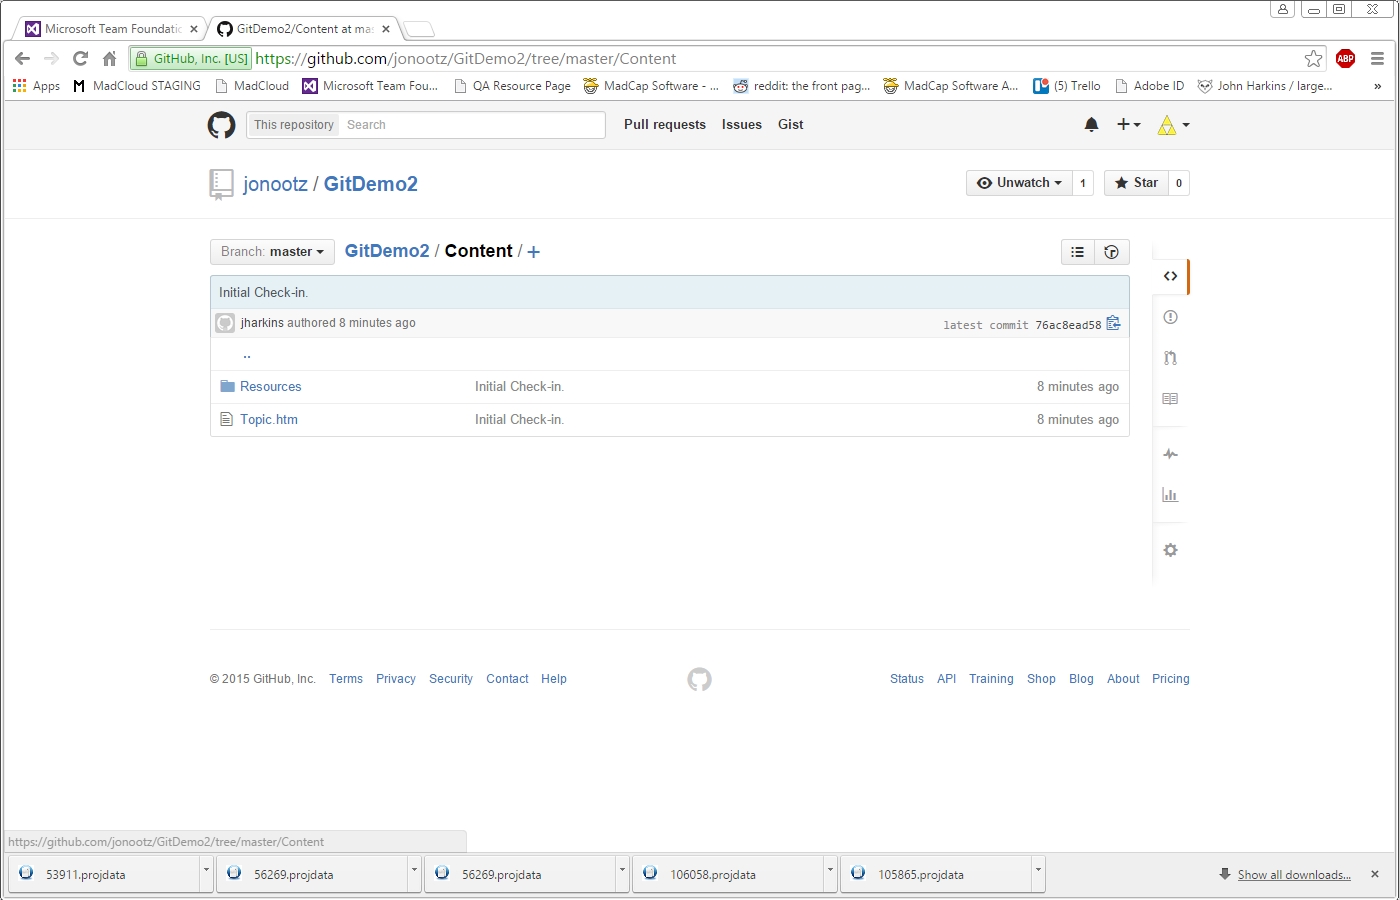 Microsoft Team Foundatic
GitDemo2/Content at mas
GitHub, Inc. [US] https://github.com/jonootz/GitDemo2/tree/master/Content
ABP
Apps MadCloud STAGING MadCloud Microsoft Team Fou... QA Resource Page MadCap Software - ... reddit: the front pag... MadCap Software A... (5) Trello Adobe ID John Harkins / large... »
This repository Search Pull requests Issues Gist
jonootz / GitDemo2
Unwatch 1 Star 0
Branch: master GitDemo2 / Content / +
Initial Check-in.
jharkins authored 8 minutes ago latest commit 76ac8ead58
..
Resources Initial Check-in. 8 minutes ago
Topic.htm Initial Check-in. 8 minutes ago
© 2015 GitHub, Inc. Terms Privacy Security Contact Help
Status API Training Shop Blog About Pricing
https://github.com/jonootz/GitDemo2/tree/master/Content
53911.projdata 56269.projdata 56269.projdata 106058.projdata 105865.projdata Show all downloads...